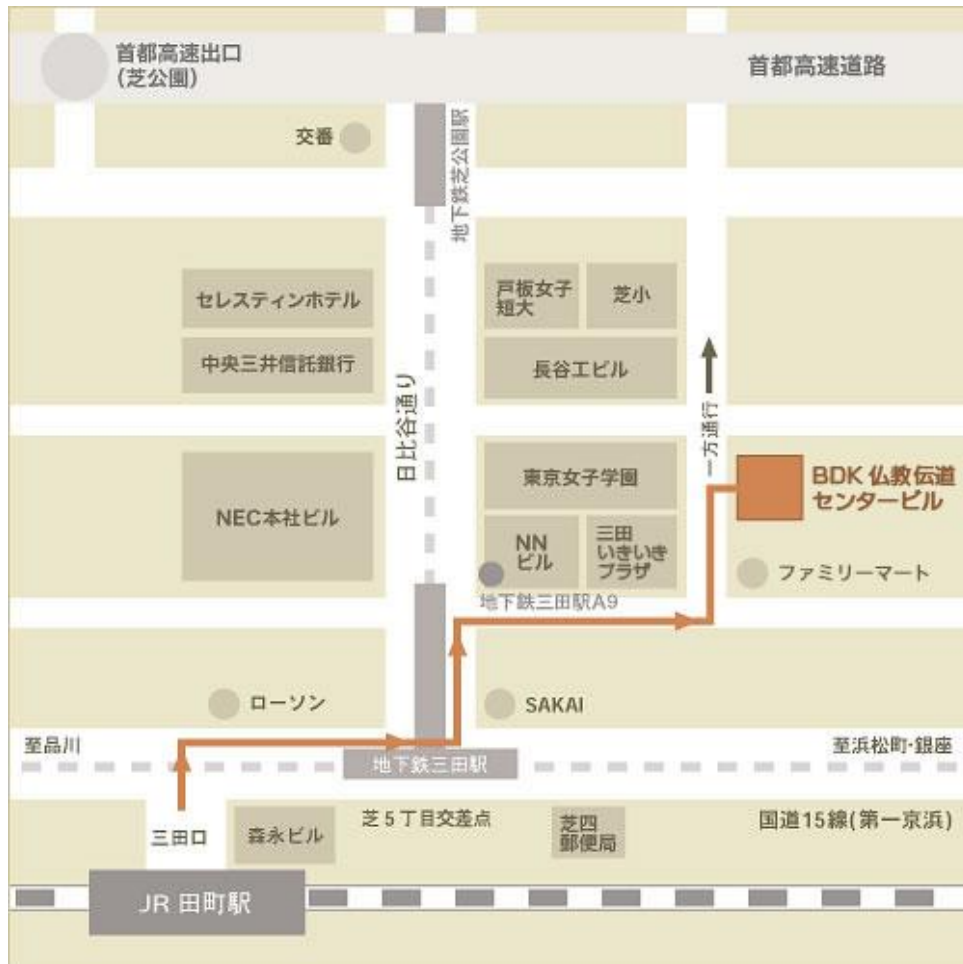 首都高速出口
(芝公園)
首都高速道路
交番
地下鉄芝公園駅
セレスティンホテル
戸板女子
短大
芝小
中央三井信託銀行
長谷工ビル
日比谷通り
一方通行
東京女子学園
BDK 仏教伝道
センタービル
NEC本社ビル
NN
ビル
三田
いきいき
プラザ
ファミリーマート
地下鉄三田駅A9
ローソン
SAKAI
至品川
至浜松町・銀座
地下鉄三田駅
三田口
森永ビル
芝5丁目交差点
芝四
郵便局
国道15線(第一京浜)
JR 田町駅